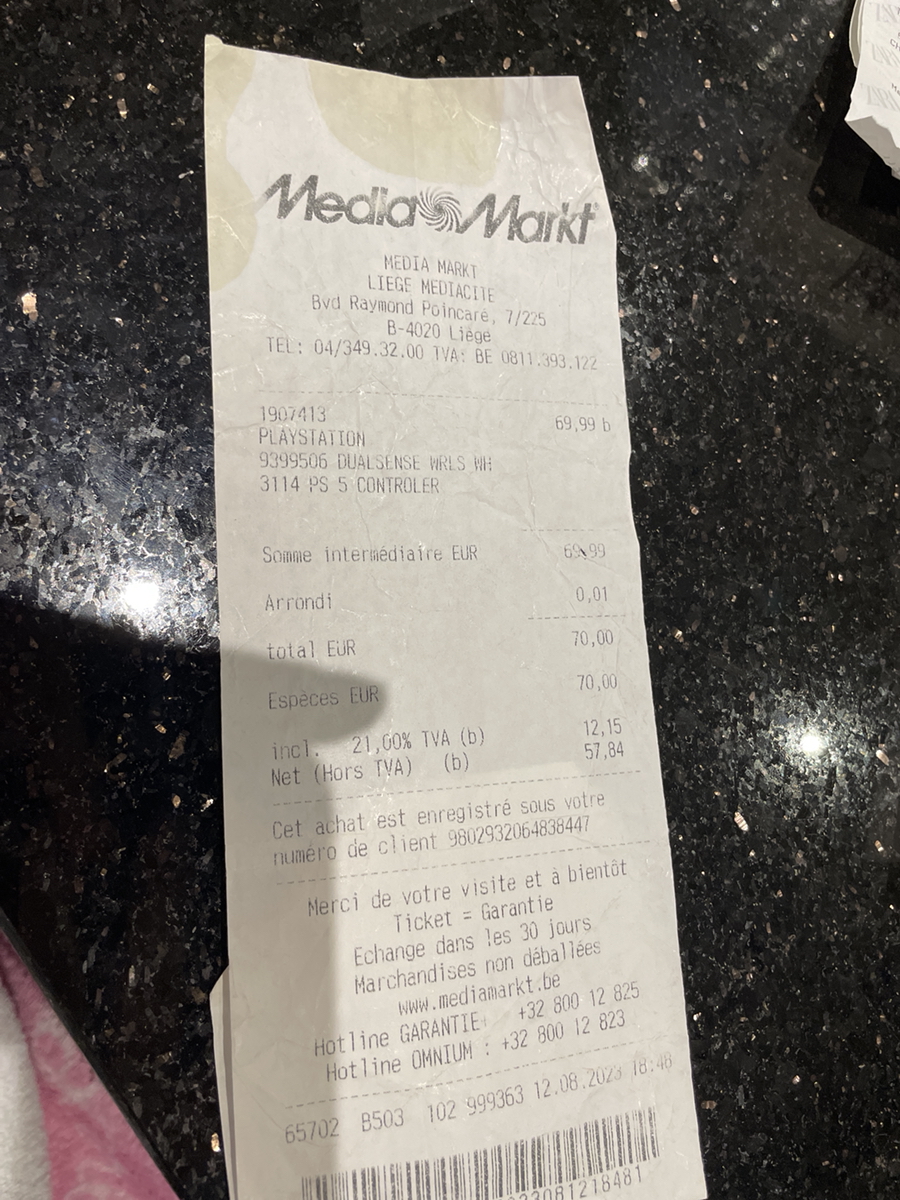 Media Markt
MEDIA MARKT
LIEGE MEDIACITE
Bvd Raymond Poincaré, 7/225
B-4020 Liège
TEL: 04/349.32.00 TVA: BE 0811.393.122
1907413 69,99 b
PLAYSTATION
9399506 DUALSENSE WRLS WH
3114 PS 5 CONTROLER
Somme intermédiaire EUR 69,99
Arrondi 0,01
total EUR 70,00
Espèces EUR 70,00
incl. 21,00% TVA (b) 12,15
Net (Hors TVA) (b) 57,84
Cet achat est enregistré sous votre
numéro de client 9802932064838447
Merci de votre visite et à bientôt
Ticket = Garantie
Echange dans les 30 jours
Marchandises non déballées
www.mediamarkt.be
Hotline GARANTIE: +32 800 12 825
Hotline OMNIUM : +32 800 12 823
65702 B503 102 999363 12.08.2023 18:48